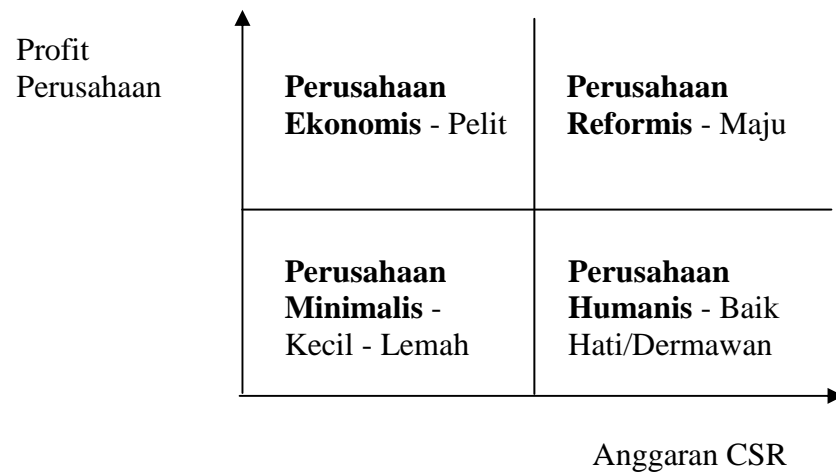 Profit
Perusahaan
Perusahaan
Ekonomis - Pelit
Perusahaan
Reformis - Maju
Perusahaan
Minimalis -
Kecil - Lemah
Perusahaan
Humanis - Baik
Hati/Dermawan
Anggaran CSR